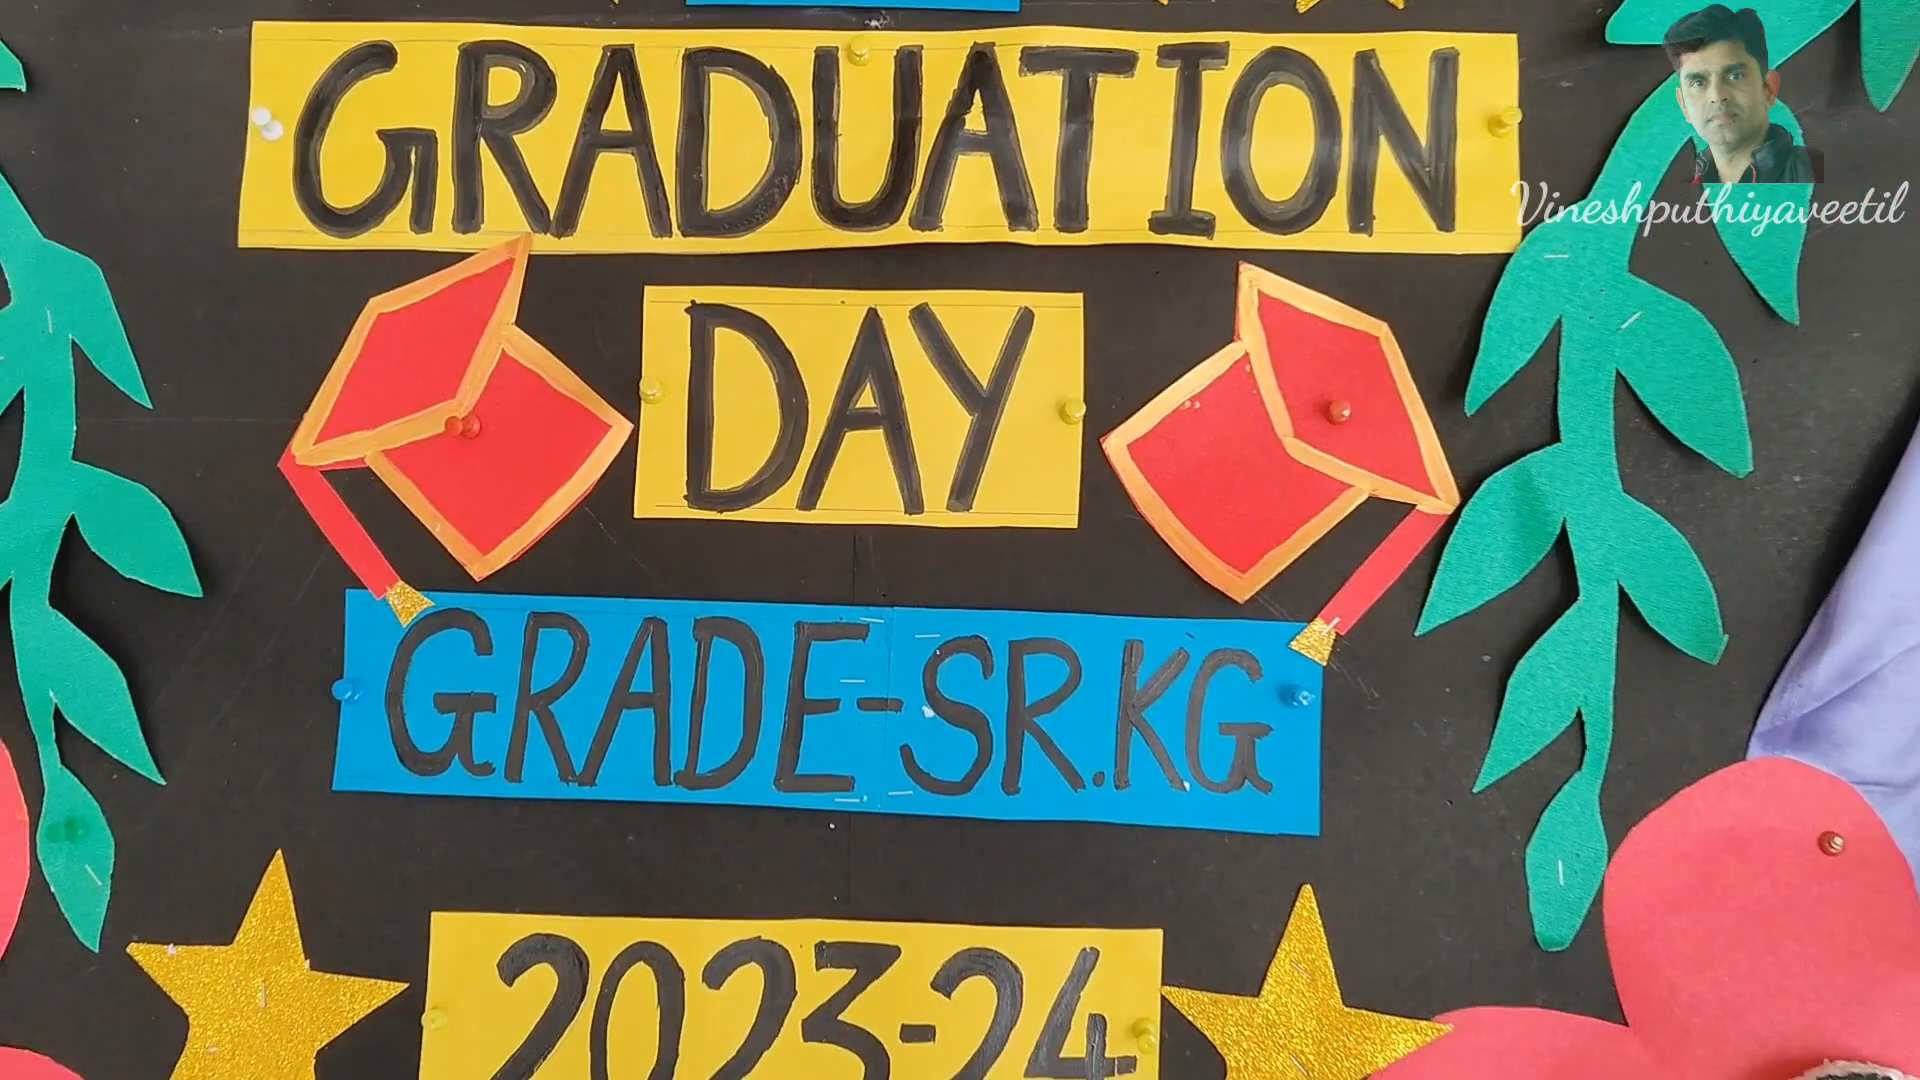 GRADUATION
Vineshputhiyaveetil
DAY
GRADE-SR.KG
2023-24